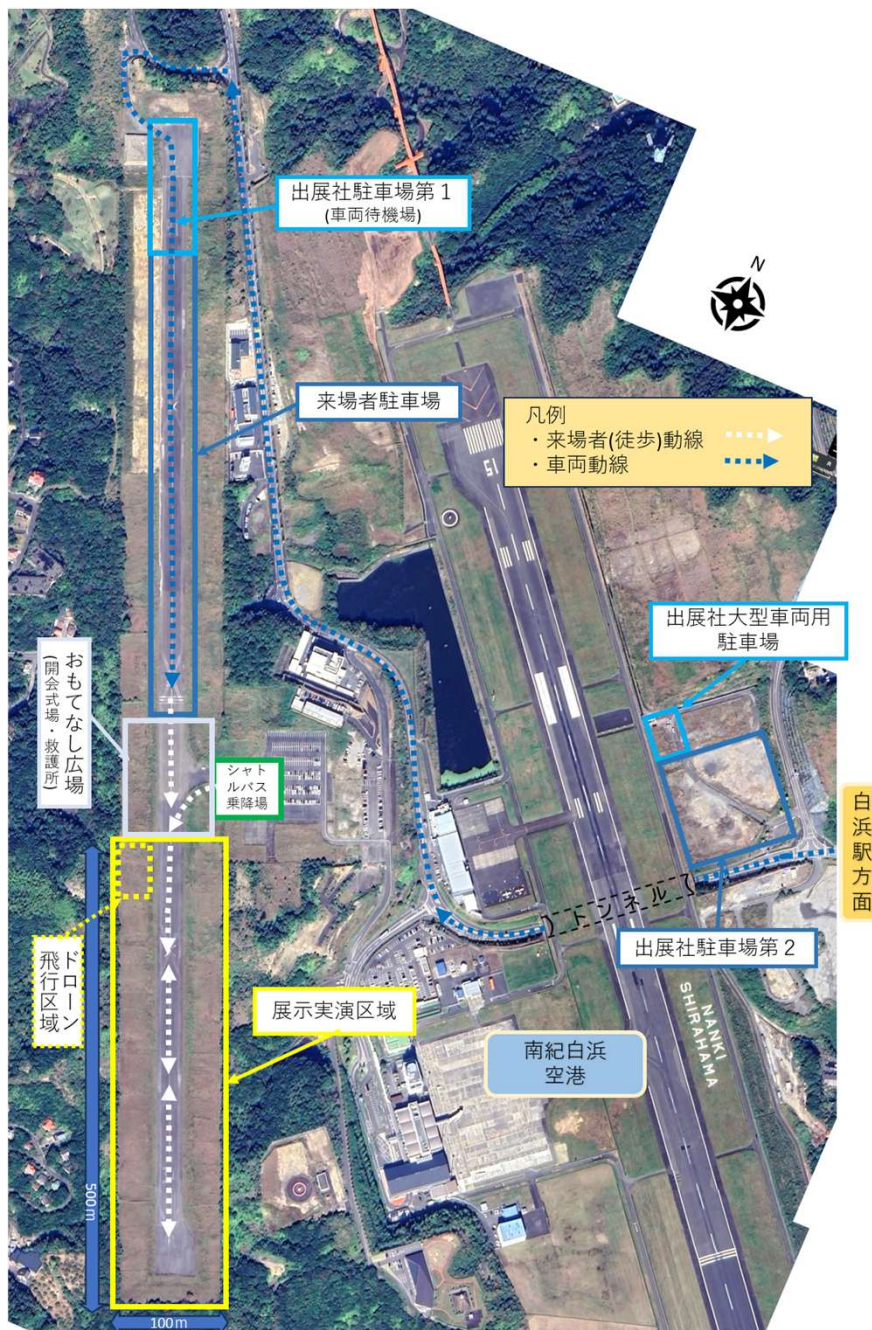 N
出展社駐車場第1
(車両待機場)
来場者駐車場
凡例
・来場者(徒歩)動線
・車両動線
15
出展社大型車両用
駐車場
おもてなし広場
(開会式場・救護所)
シャト
ルバス
乗降場
白浜駅方面
トンネル
出展社駐車場第2
ドローン
飛行区域
展示実演区域
南紀白浜
空港
NANKI
SHIRAHAMA
500m
100m